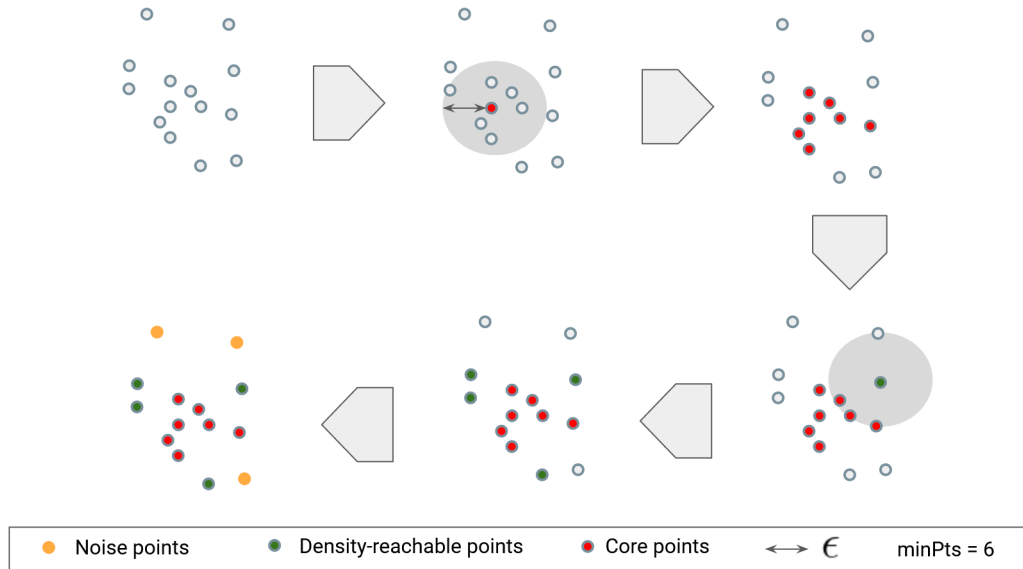 Noise points
Density-reachable points
Core points
ϵ
minPts = 6